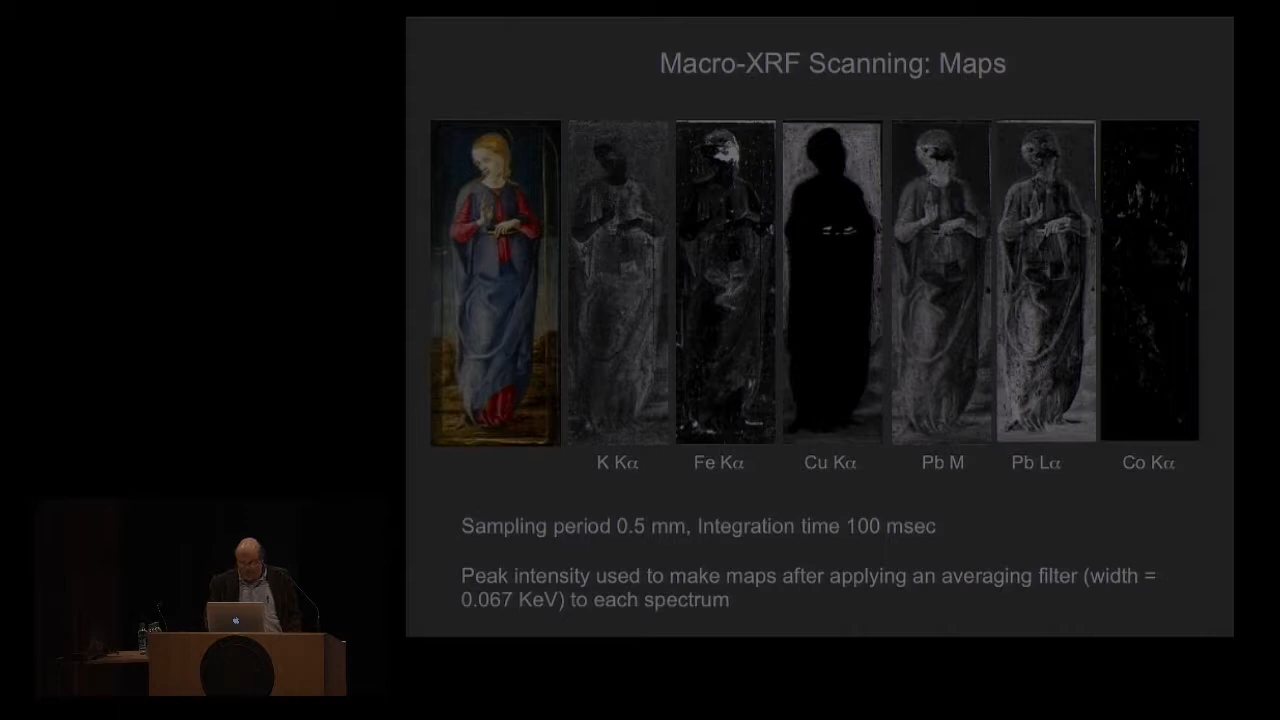 Macro-XRF Scanning: Maps
K Kα
Fe Kα
Cu Kα
Pb M
Pb Lα
Co Kα
Sampling period 0.5 mm, Integration time 100 msec
Peak intensity used to make maps after applying an averaging filter (width =
0.067 KeV) to each spectrum